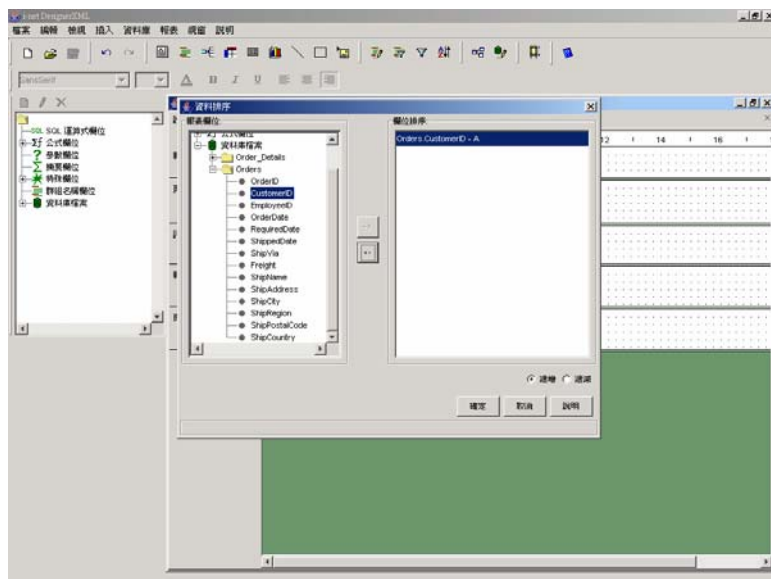 i-net DesignerXML
檔案 編輯 檢視 插入 資料庫 報表 視窗 說明
SansSerif
SQL SQL 運算式欄位
公式欄位
參數欄位
摘要欄位
特殊欄位
群組名稱欄位
資料庫檔案
資料排序
報表欄位:
公式欄位
資料庫檔案
Order_Details
Orders
OrderID
CustomerID
EmployeeID
OrderDate
RequiredDate
ShippedDate
ShipVia
Freight
ShipName
ShipAddress
ShipCity
ShipRegion
ShipPostalCode
ShipCountry
欄位排序:
Orders.CustomerID - A
遞增 遞減
確定 取消 說明
12 14 16